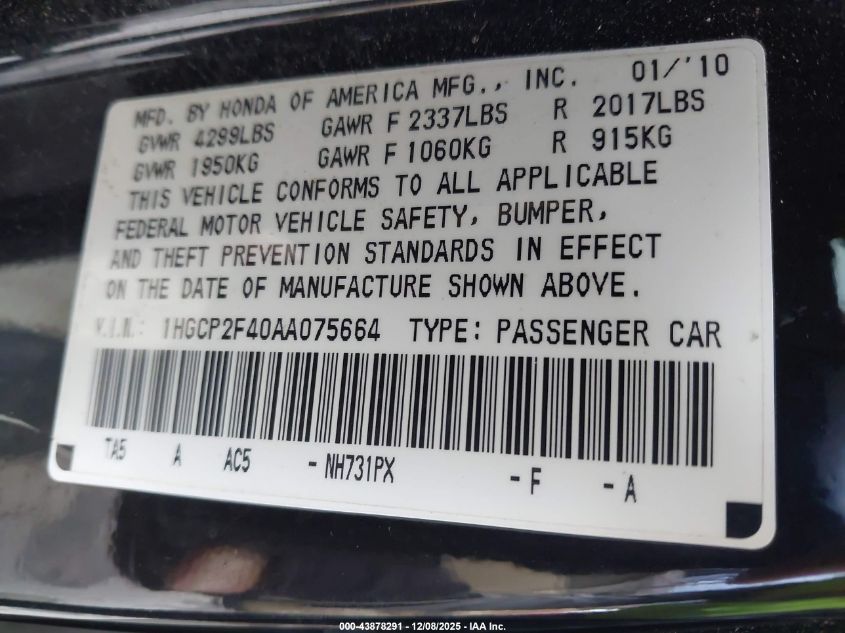 MFD. BY HONDA OF AMERICA MFG., INC. 01/'10
GVWR 4299LBS GAWR F 2337LBS R 2017LBS
GVWR 1950KG GAWR F 1060KG R 915KG
THIS VEHICLE CONFORMS TO ALL APPLICABLE
FEDERAL MOTOR VEHICLE SAFETY, BUMPER,
AND THEFT PREVENTION STANDARDS IN EFFECT
ON THE DATE OF MANUFACTURE SHOWN ABOVE.
V.I.N.: 1HGCP2F40AA075664 TYPE: PASSENGER CAR
TA5 A AC5 - NH731PX - F - A
000-43878291 - 12/08/2025 - IAA Inc.